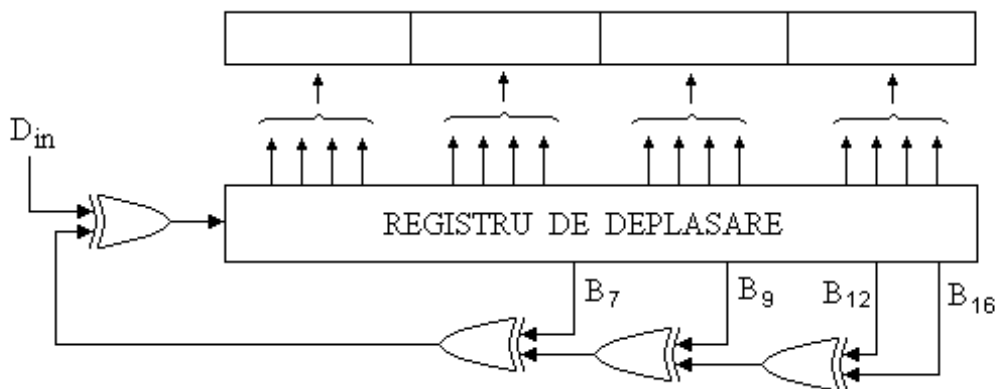 D_in
REGISTRU DE DEPLASARE
B_7
B_9
B_12
B_16